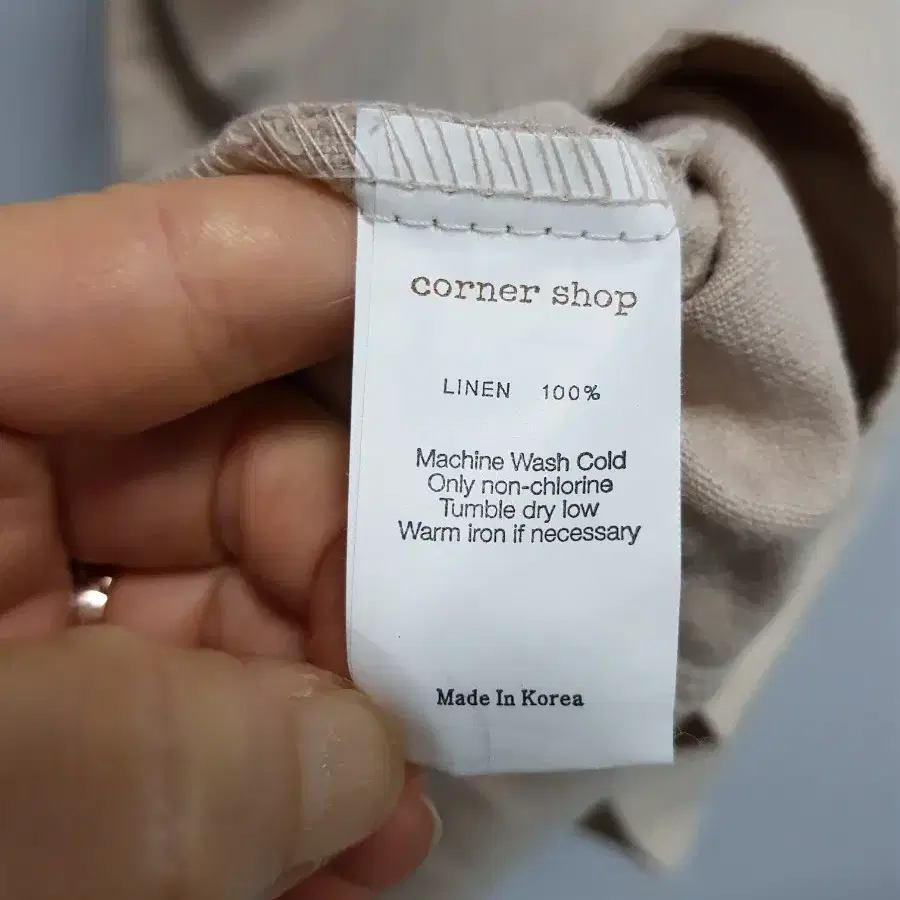 corner shop
LINEN 100%
Machine Wash Cold
Only non-chlorine
Tumble dry low
Warm iron if necessary
Made In Korea